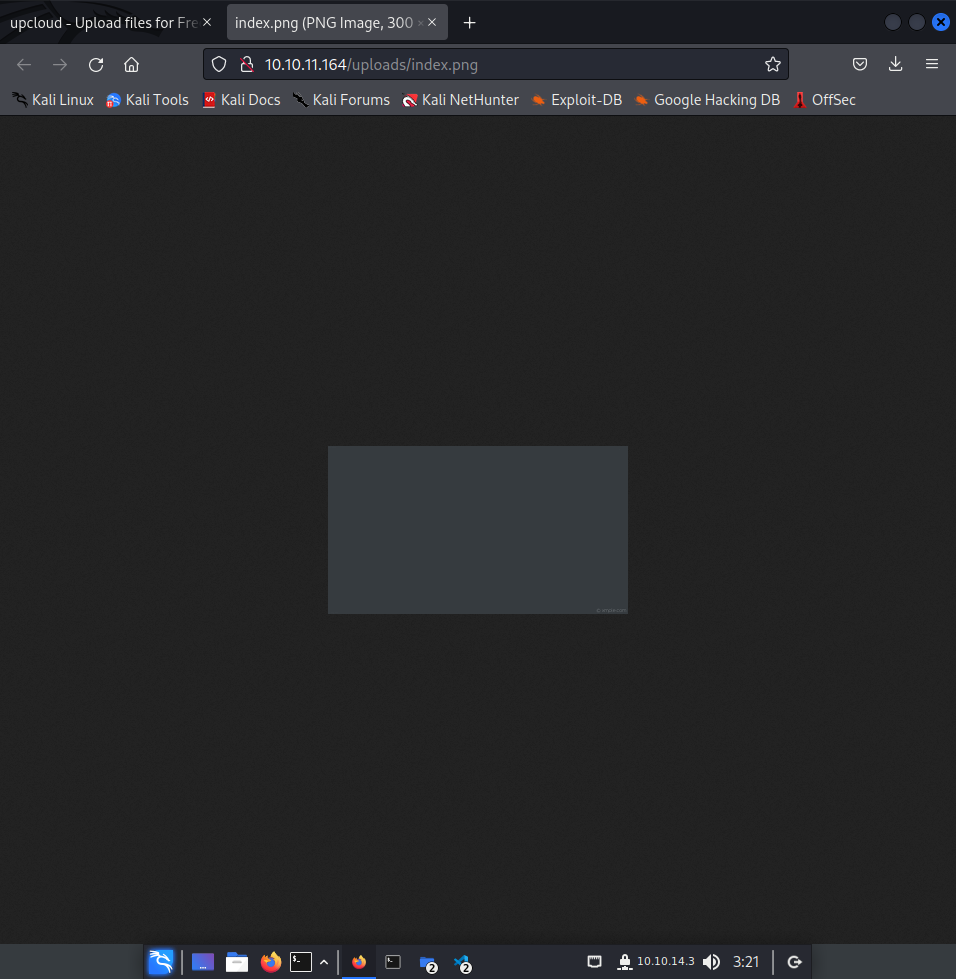 upcloud - Upload files for Fre
index.png (PNG Image, 300
10.10.11.164/uploads/index.png
Kali Linux Kali Tools Kali Docs Kali Forums Kali NetHunter Exploit-DB Google Hacking DB OffSec
2 2 10.10.14.3 3:21